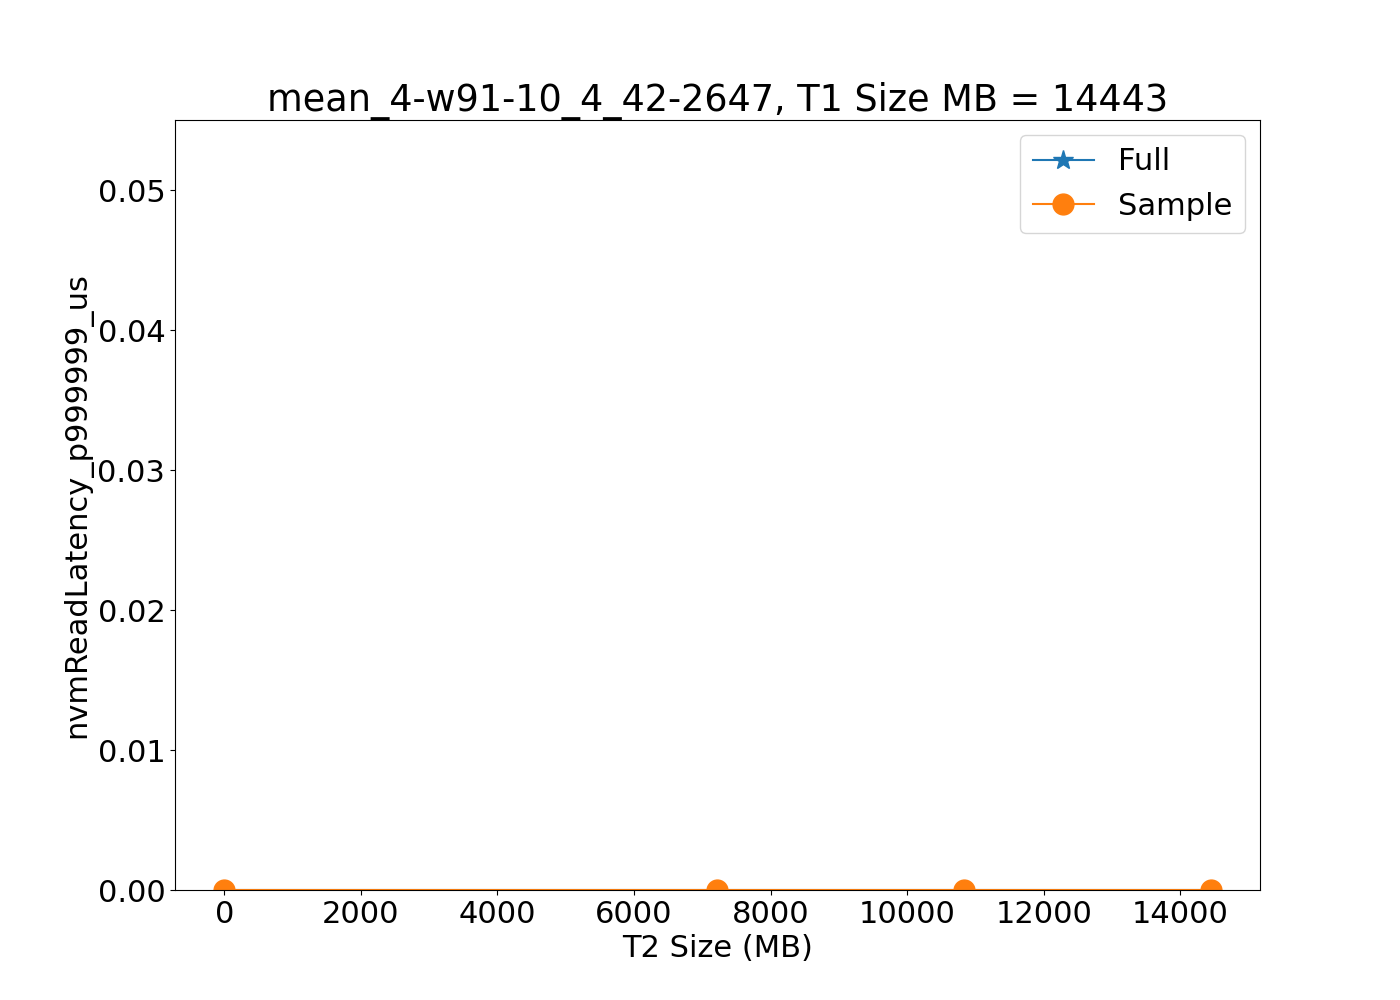 mean_4-w91-10_4_42-2647, T1 Size MB = 14443
Full
Sample
nvmReadLatency_p999999_us
0.05
0.04
0.03
0.02
0.01
0.00
0 2000 4000 6000 8000 10000 12000 14000
T2 Size (MB)